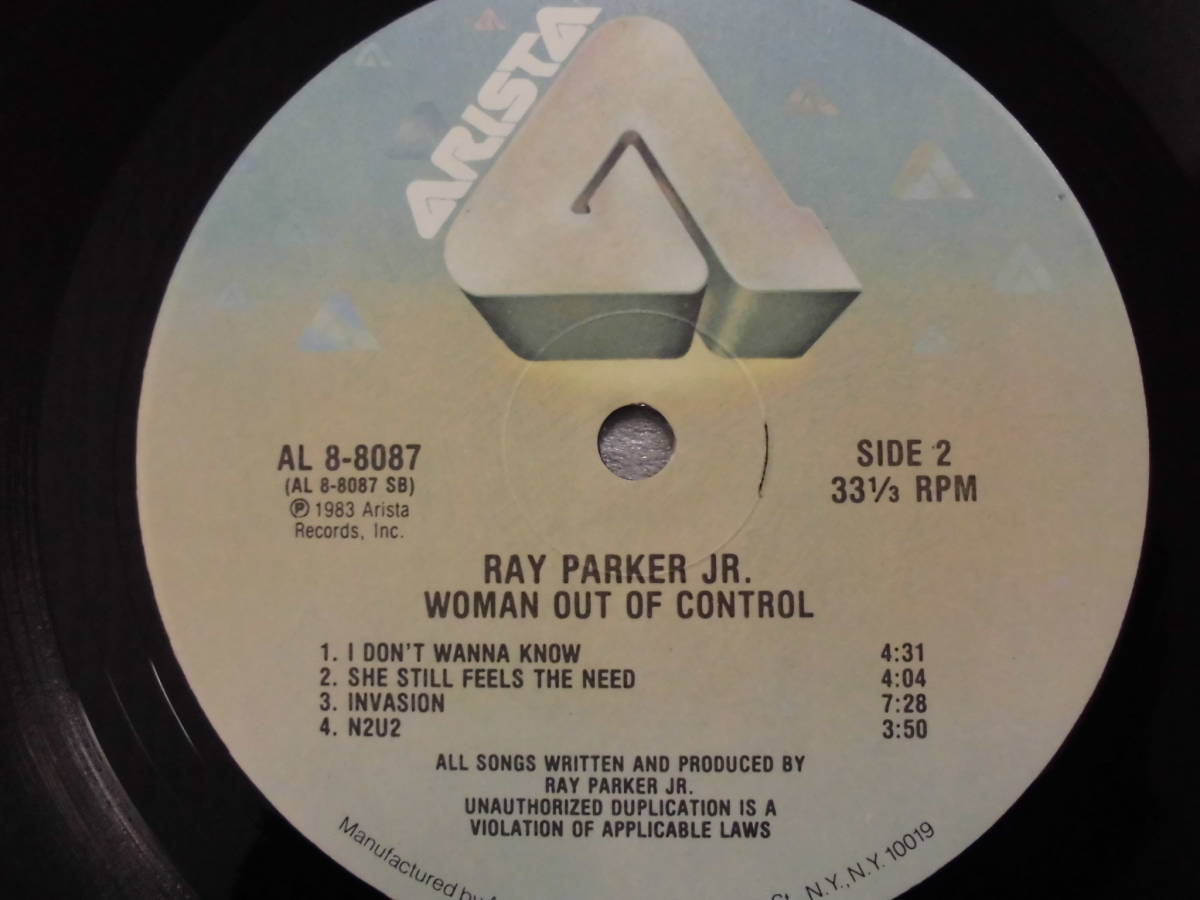 ARISTA
AL 8-8087
(AL 8-8087 SB)
Ⓟ 1983 Arista
Records, Inc.
SIDE 2
33⅓ RPM
RAY PARKER JR.
WOMAN OUT OF CONTROL
1. I DON'T WANNA KNOW 4:31
2. SHE STILL FEELS THE NEED 4:04
3. INVASION 7:28
4. N2U2 3:50
ALL SONGS WRITTEN AND PRODUCED BY
RAY PARKER JR.
UNAUTHORIZED DUPLICATION IS A
VIOLATION OF APPLICABLE LAWS
Manufactured by St., N.Y., N.Y. 10019